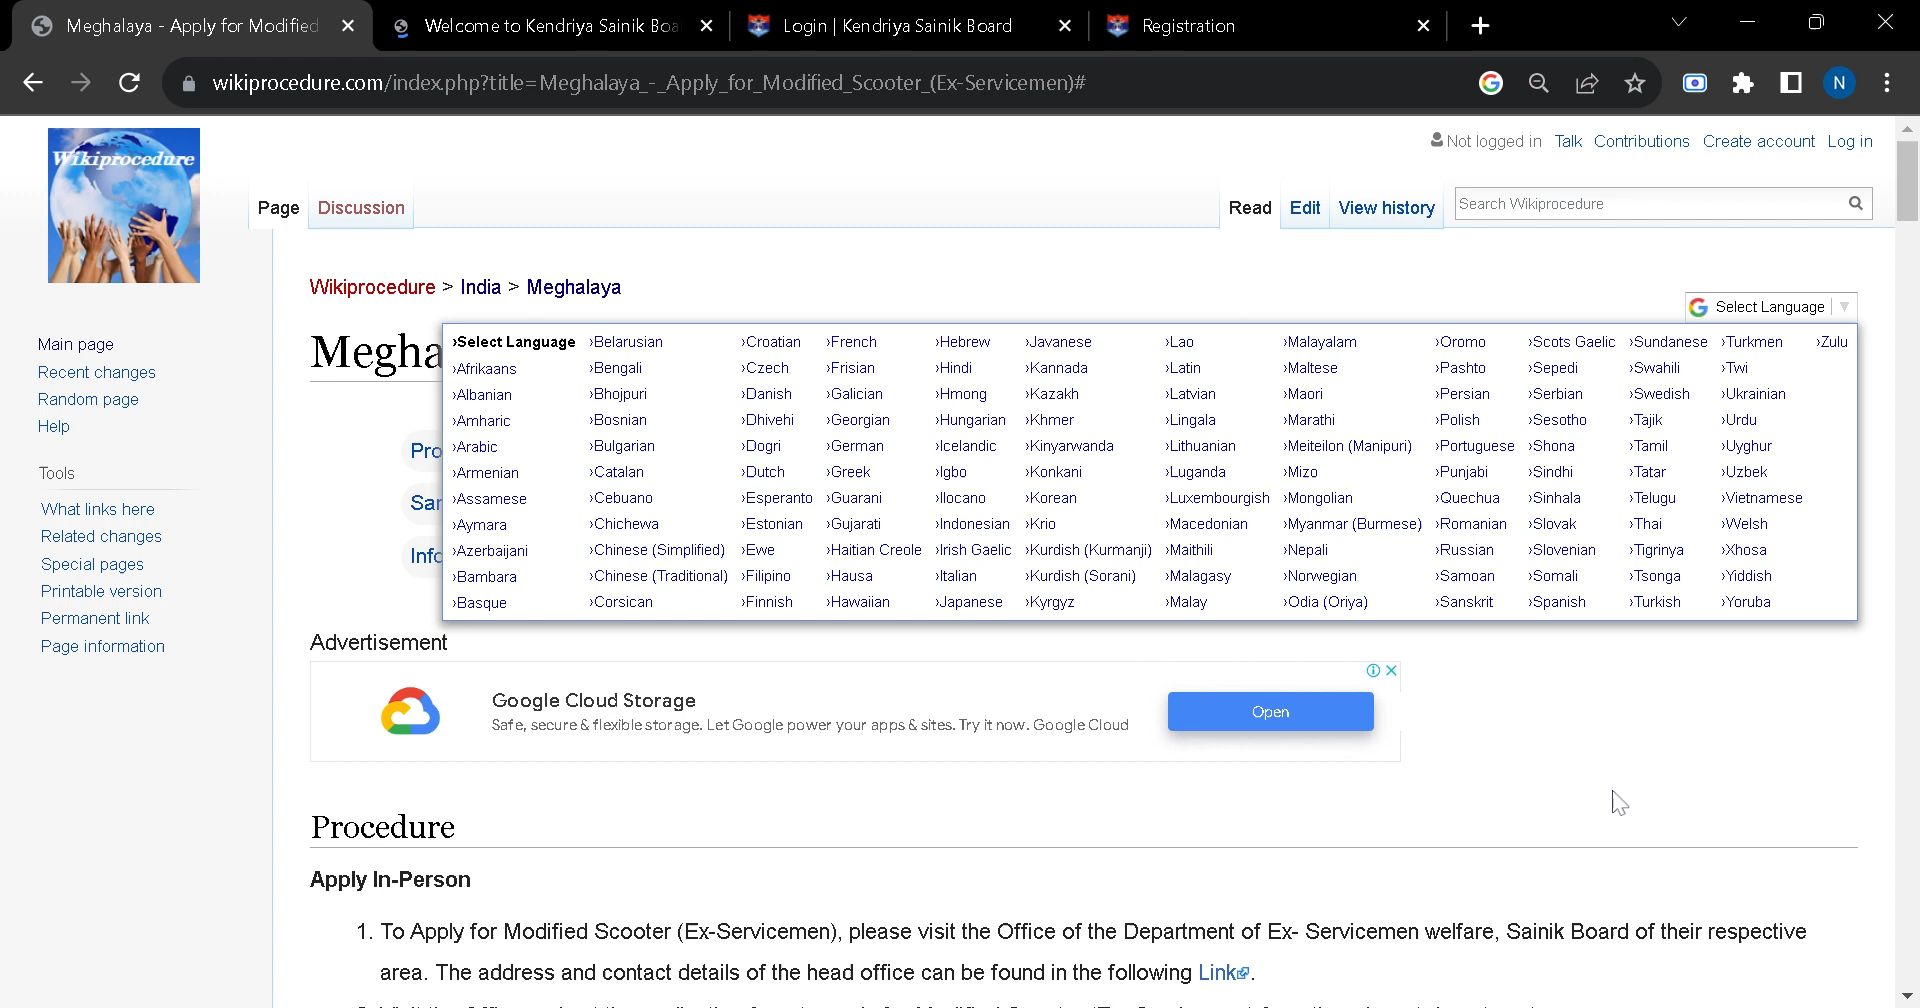 Meghalaya - Apply for Modified
Welcome to Kendriya Sainik Boa
Login | Kendriya Sainik Board
Registration
wikiprocedure.com/index.php?title=Meghalaya_-_Apply_for_Modified_Scooter_(Ex-Servicemen)#
N
Wikiprocedure
Not logged in Talk Contributions Create account Log in
Page Discussion
Read Edit View history Search Wikiprocedure
Wikiprocedure > India > Meghalaya
Select Language
Megha
Main page
Recent changes
Random page
Help
Tools
What links here
Related changes
Special pages
Printable version
Permanent link
Page information
Pro
Sar
Info
›Select Language ›Belarusian ›Croatian ›French ›Hebrew ›Javanese ›Lao ›Malayalam ›Oromo ›Scots Gaelic ›Sundanese ›Turkmen ›Zulu
›Afrikaans ›Bengali ›Czech ›Frisian ›Hindi ›Kannada ›Latin ›Maltese ›Pashto ›Sepedi ›Swahili ›Twi
›Albanian ›Bhojpuri ›Danish ›Galician ›Hmong ›Kazakh ›Latvian ›Maori ›Persian ›Serbian ›Swedish ›Ukrainian
›Amharic ›Bosnian ›Dhivehi ›Georgian ›Hungarian ›Khmer ›Lingala ›Marathi ›Polish ›Sesotho ›Tajik ›Urdu
›Arabic ›Bulgarian ›Dogri ›German ›Icelandic ›Kinyarwanda ›Lithuanian ›Meiteilon (Manipuri) ›Portuguese ›Shona ›Tamil ›Uyghur
›Armenian ›Catalan ›Dutch ›Greek ›Igbo ›Konkani ›Luganda ›Mizo ›Punjabi ›Sindhi ›Tatar ›Uzbek
›Assamese ›Cebuano ›Esperanto ›Guarani ›Ilocano ›Korean ›Luxembourgish ›Mongolian ›Quechua ›Sinhala ›Telugu ›Vietnamese
›Aymara ›Chichewa ›Estonian ›Gujarati ›Indonesian ›Krio ›Macedonian ›Myanmar (Burmese) ›Romanian ›Slovak ›Thai ›Welsh
›Azerbaijani ›Chinese (Simplified) ›Ewe ›Haitian Creole ›Irish Gaelic ›Kurdish (Kurmanji) ›Maithili ›Nepali ›Russian ›Slovenian ›Tigrinya ›Xhosa
›Bambara ›Chinese (Traditional) ›Filipino ›Hausa ›Italian ›Kurdish (Sorani) ›Malagasy ›Norwegian ›Samoan ›Somali ›Tsonga ›Yiddish
›Basque ›Corsican ›Finnish ›Hawaiian ›Japanese ›Kyrgyz ›Malay ›Odia (Oriya) ›Sanskrit ›Spanish ›Turkish ›Yoruba
Advertisement
Google Cloud Storage
Safe, secure & flexible storage. Let Google power your apps & sites. Try it now. Google Cloud
Open
Procedure
Apply In-Person
1. To Apply for Modified Scooter (Ex-Servicemen), please visit the Office of the Department of Ex- Servicemen welfare, Sainik Board of their respective
area. The address and contact details of the head office can be found in the following Link.